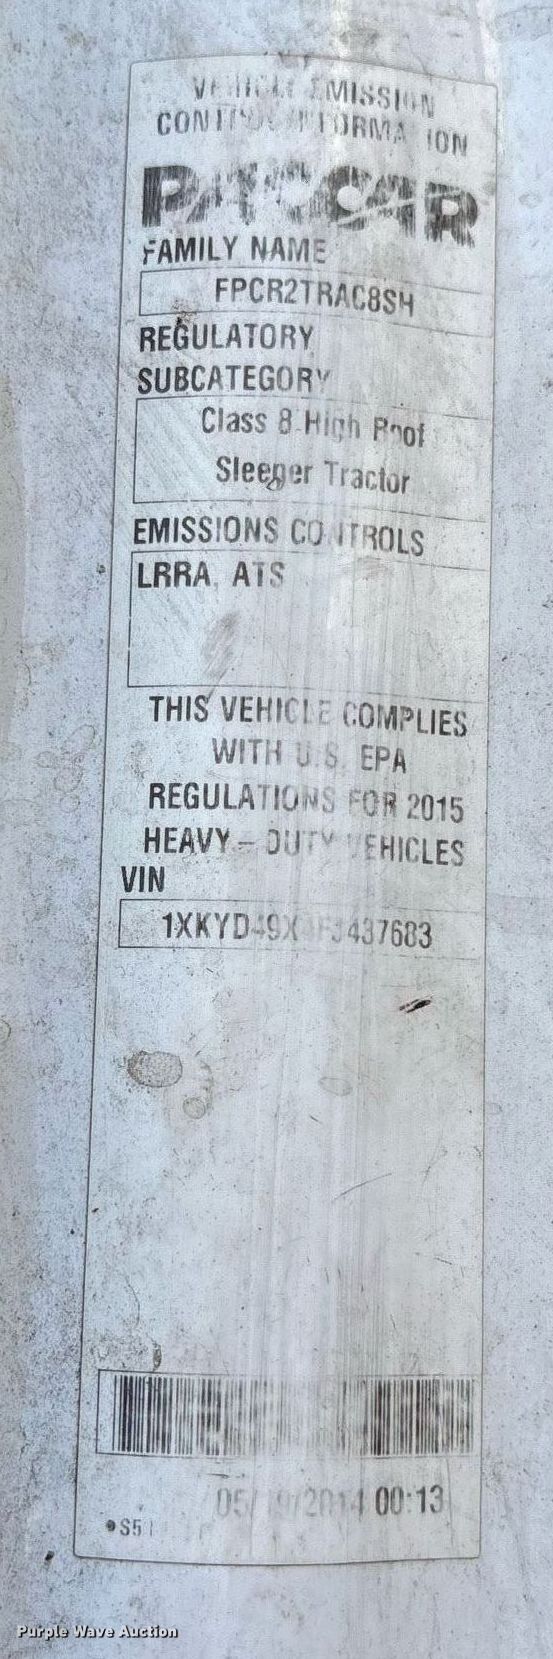 VEHICLE EMISSION
CONTROL INFORMATION
PACCAR
FAMILY NAME
FPCR2TRAC8SH
REGULATORY
SUBCATEGORY
Class 8 High Roof
Sleeper Tractor
EMISSIONS CONTROLS
LRRA, ATS
THIS VEHICLE COMPLIES
WITH U.S. EPA
REGULATIONS FOR 2015
HEAVY-DUTY VEHICLES
VIN
00:13
Purple Wave Auction